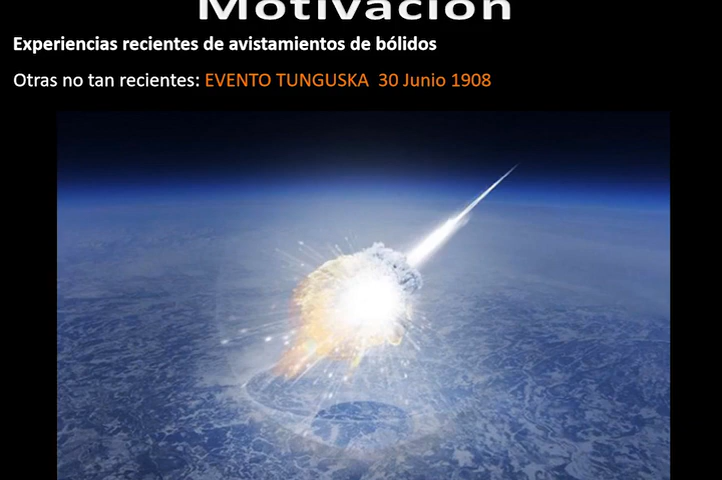 Motivación
Experiencias recientes de avistamientos de bólidos
Otras no tan recientes: EVENTO TUNGUSKA 30 Junio 1908